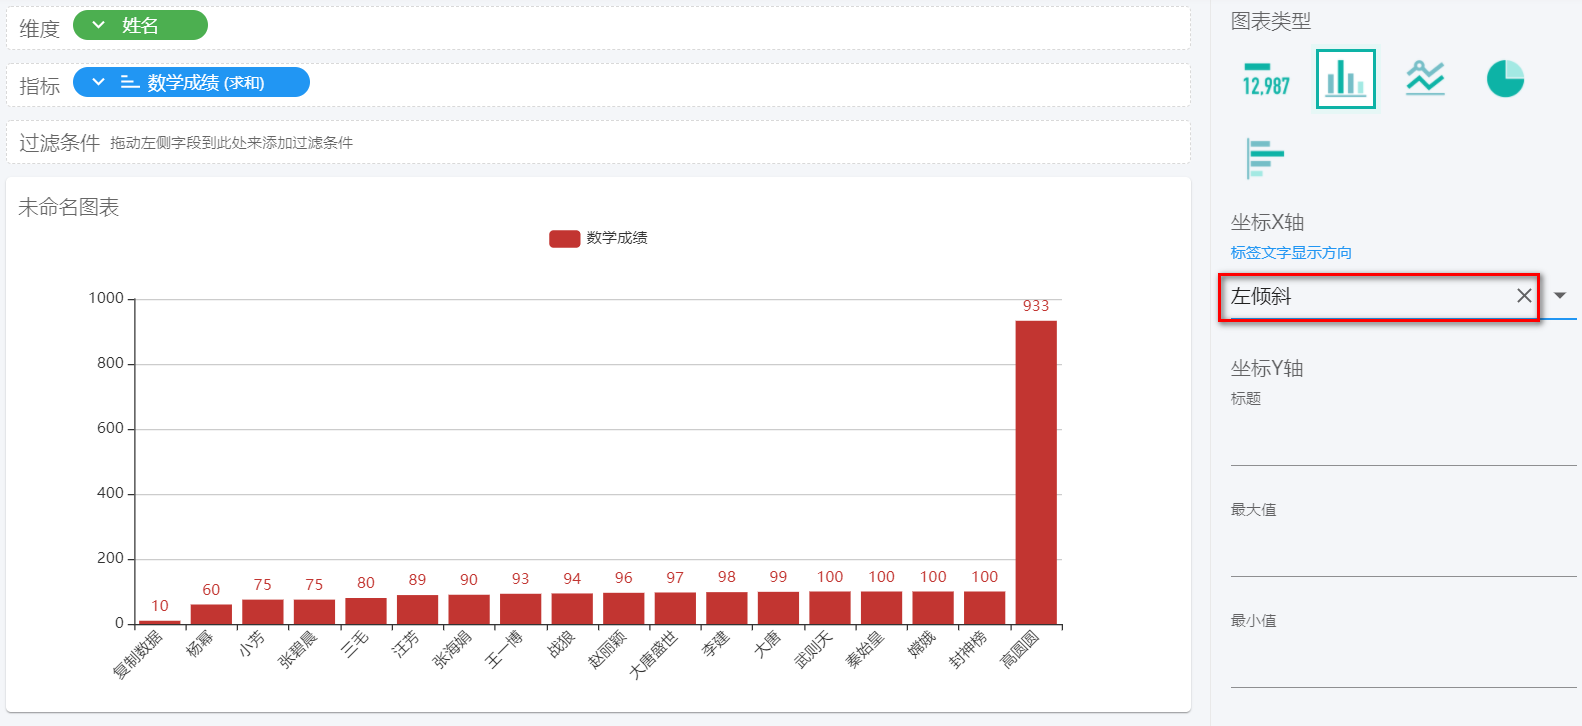 维度 姓名
指标 数学成绩 (求和)
过滤条件 拖动左侧字段到此处来添加过滤条件
未命名图表
数学成绩
1000
800
600
400
200
0
10 60 75 75 80 89 90 93 94 96 97 98 99 100 100 100 100 933
复制数据 杨幂 小芳 张碧晨 三毛 汪芳 张海娟 王一博 战狼 赵丽颖 大唐盛世 李建 大唐 武则天 秦始皇 嫦娥 封神榜 高圆圆
图表类型
12,987
坐标X轴
标签文字显示方向
左倾斜
坐标Y轴
标题
最大值
最小值